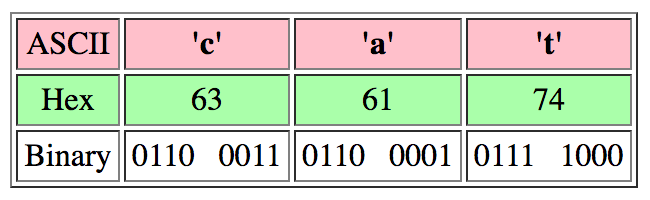 ASCII 'c' 'a' 't'
Hex 63 61 74
Binary 0110 0011 0110 0001 0111 1000